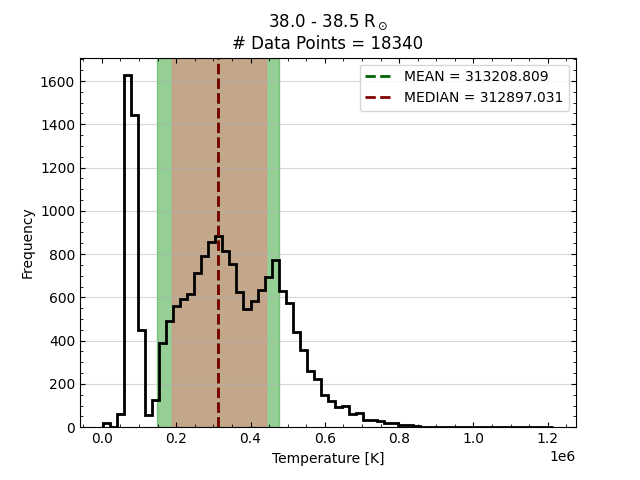 38.0 - 38.5 R⊙
# Data Points = 18340
MEAN = 313208.809
MEDIAN = 312897.031
Frequency
1600
1400
1200
1000
800
600
400
200
0
0.0 0.2 0.4 0.6 0.8 1.0 1.2
1e6
Temperature [K]